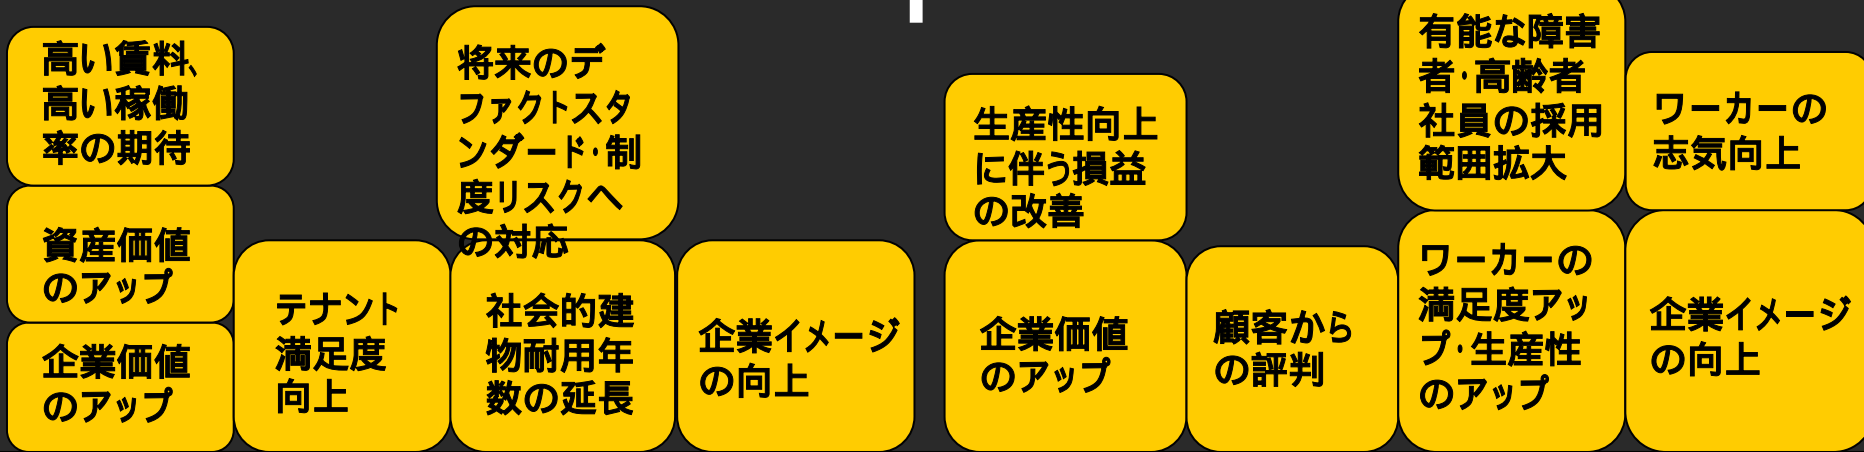 高い賃料、
高い稼働
率の期待
資産価値
のアップ
企業価値
のアップ
テナント
満足度
向上
将来のデ
ファクトスタ
ンダード・制
度リスクへ
の対応
社会的建
物耐用年
数の延長
企業イメージ
の向上
生産性向上
に伴う損益
の改善
企業価値
のアップ
顧客から
の評判
有能な障害
者・高齢者
社員の採用
範囲拡大
ワーカーの
満足度アッ
プ・生産性
のアップ
ワーカーの
志気向上
企業イメージ
の向上